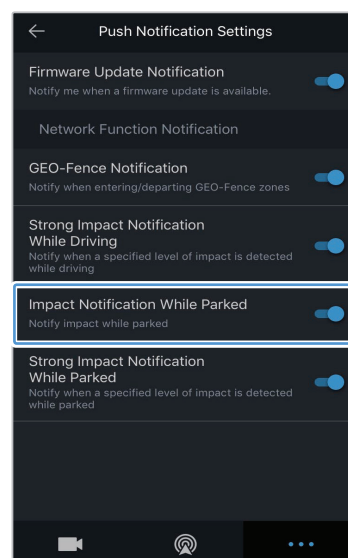 Push Notification Settings
Firmware Update Notification
Notify me when a firmware update is available.
Network Function Notification
GEO-Fence Notification
Notify when entering/departing GEO-Fence zones
Strong Impact Notification
While Driving
Notify when a specified level of impact is detected
while driving
Impact Notification While Parked
Notify impact while parked
Strong Impact Notification
While Parked
Notify when a specified level of impact is detected
while parked